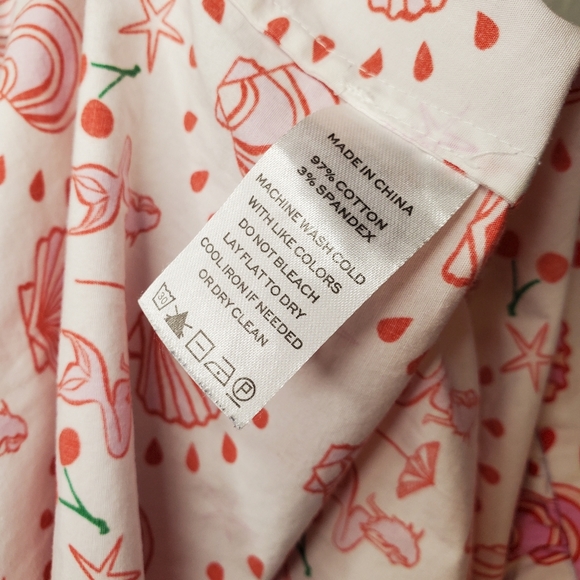 MADE IN CHINA
97% COTTON
3% SPANDEX
MACHINE WASH COLD
WITH LIKE COLORS
DO NOT BLEACH
LAY FLAT TO DRY
COOL IRON IF NEEDED
OR DRY CLEAN
30 P